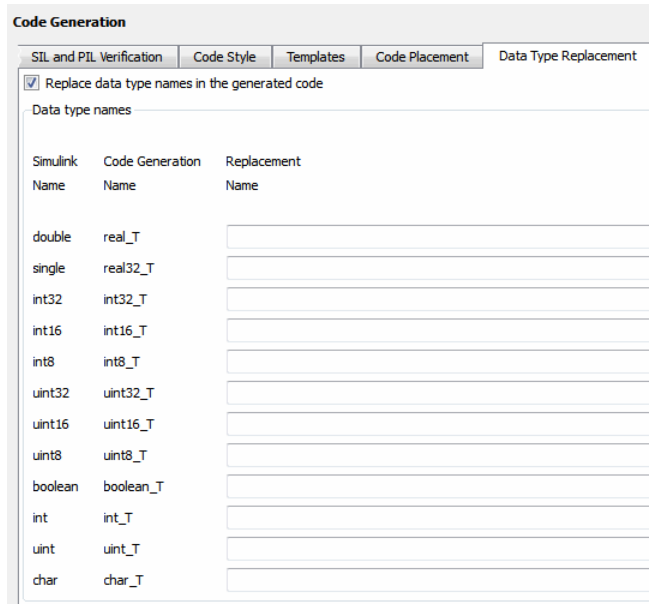 Code Generation
SIL and PIL Verification Code Style Templates Code Placement Data Type Replacement
Replace data type names in the generated code
Data type names
Simulink Code Generation Replacement
Name Name Name
double real_T
single real32_T
int32 int32_T
int16 int16_T
int8 int8_T
uint32 uint32_T
uint16 uint16_T
uint8 uint8_T
boolean boolean_T
int int_T
uint uint_T
char char_T